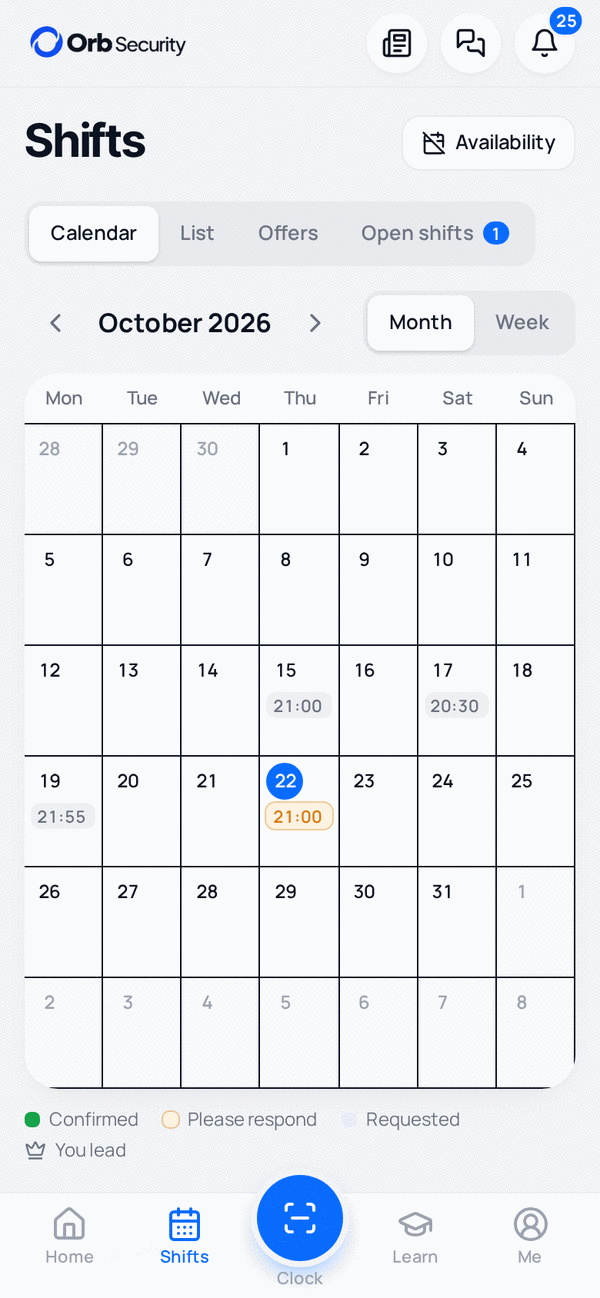 Orb Security
25
Shifts
Availability
Calendar List Offers Open shifts 1
October 2026
Month Week
Mon Tue Wed Thu Fri Sat Sun
28 29 30 1 2 3 4
5 6 7 8 9 10 11
12 13 14 15 16 17 18
21:00 20:30
19 20 21 22 23 24 25
21:55 21:00
26 27 28 29 30 31 1
2 3 4 5 6 7 8
Confirmed Please respond Requested
You lead
Home Shifts Clock Learn Me